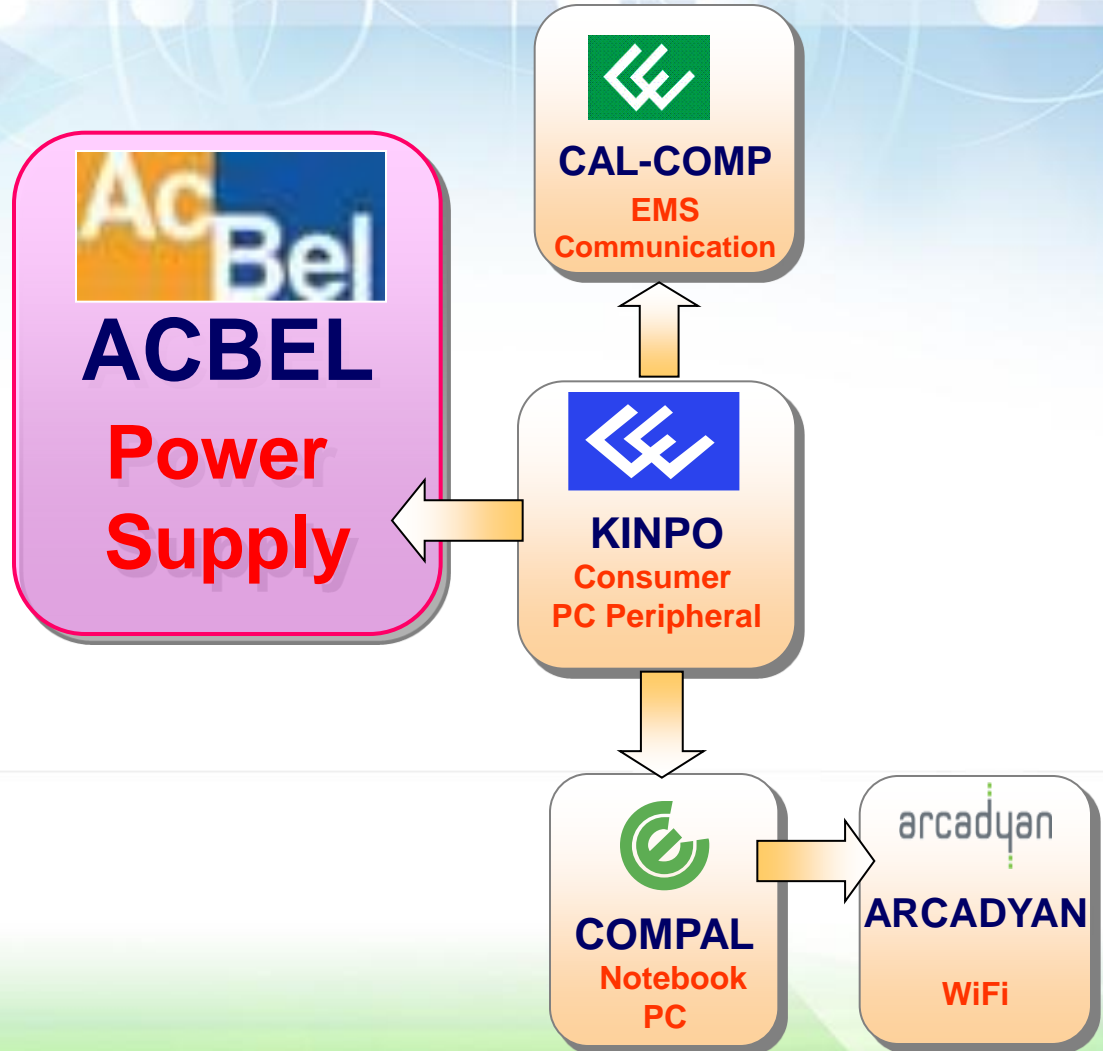 CAL-COMP
EMS
Communication
AcBel
ACBEL
Power
Supply
KINPO
Consumer
PC Peripheral
COMPAL
Notebook
PC
arcadyan
ARCADYAN
WiFi